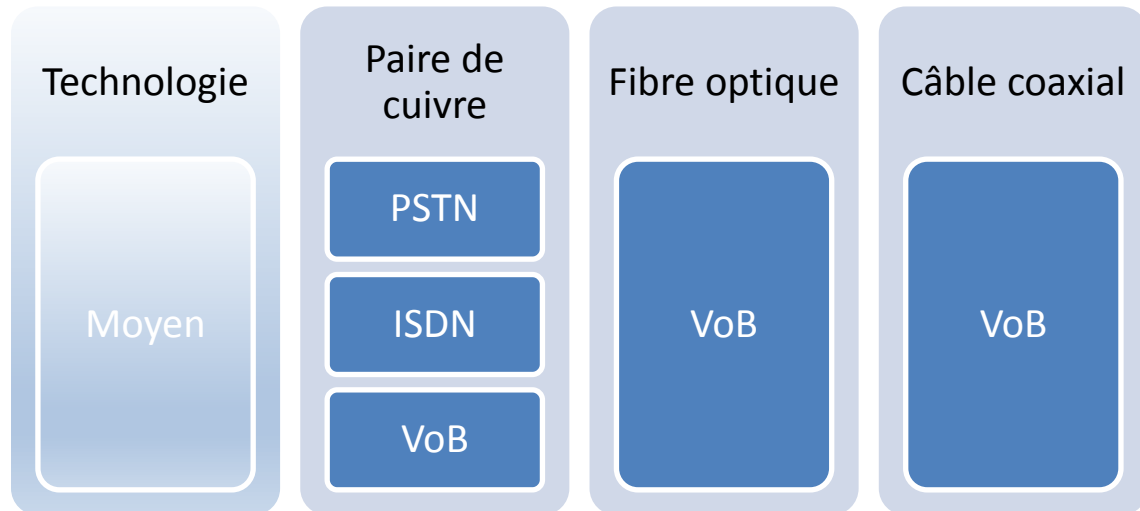 Technologie
Moyen
Paire de
cuivre
PSTN
ISDN
VoB
Fibre optique
VoB
Câble coaxial
VoB